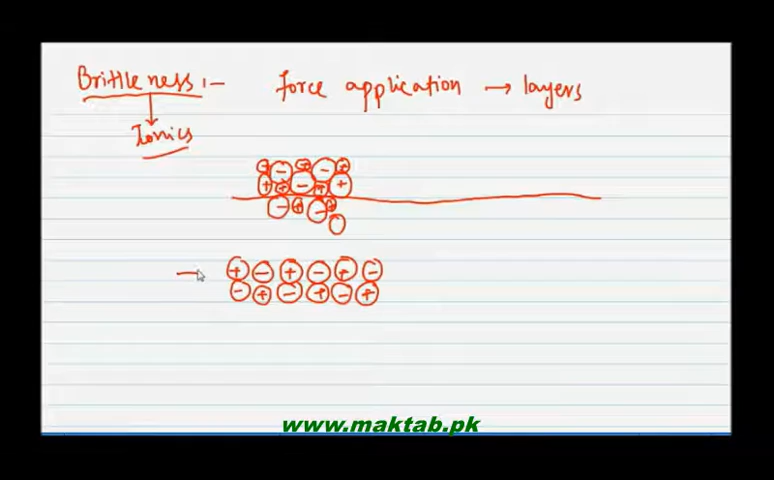 Brittleness :- force application → layers
Ionics
+ - + - +
+ + - + +
- + - +
→ + - + - + -
- + - + - +
www.maktab.pk